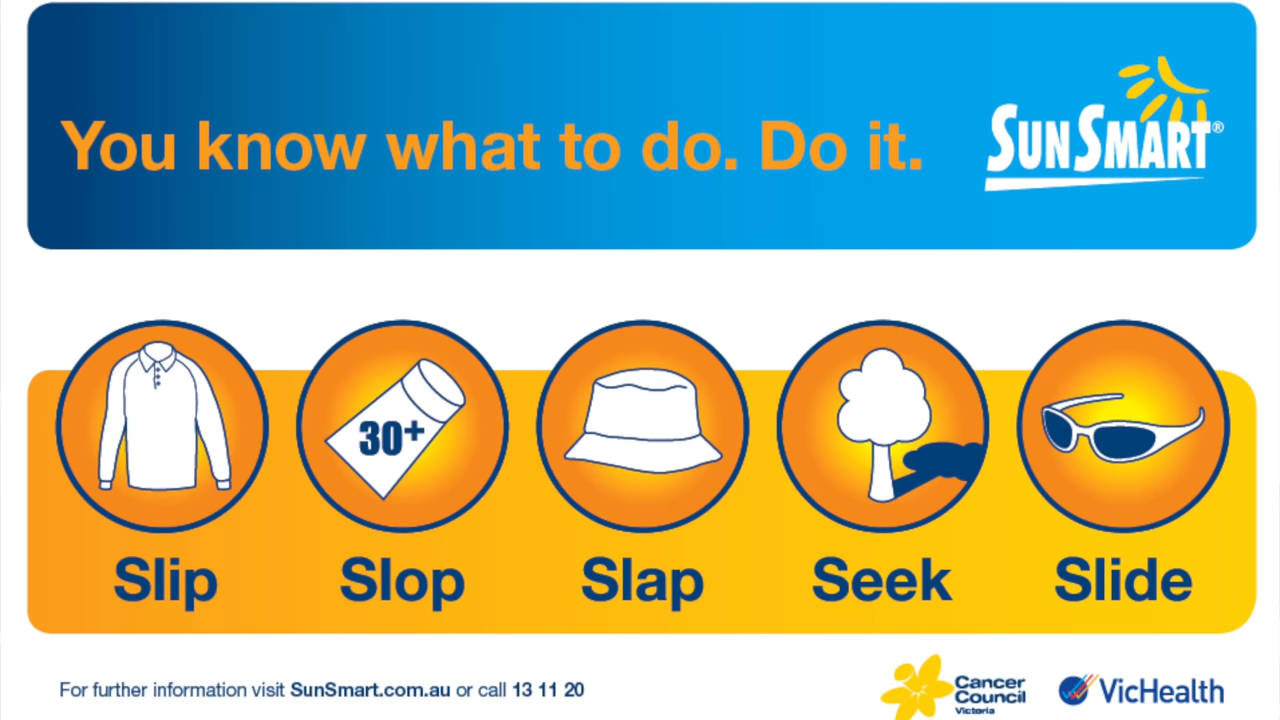 You know what to do. Do it.
SUNSMART®
30+
Slip Slop Slap Seek Slide
For further information visit SunSmart.com.au or call 13 11 20
Cancer
Council
Victoria
VicHealth